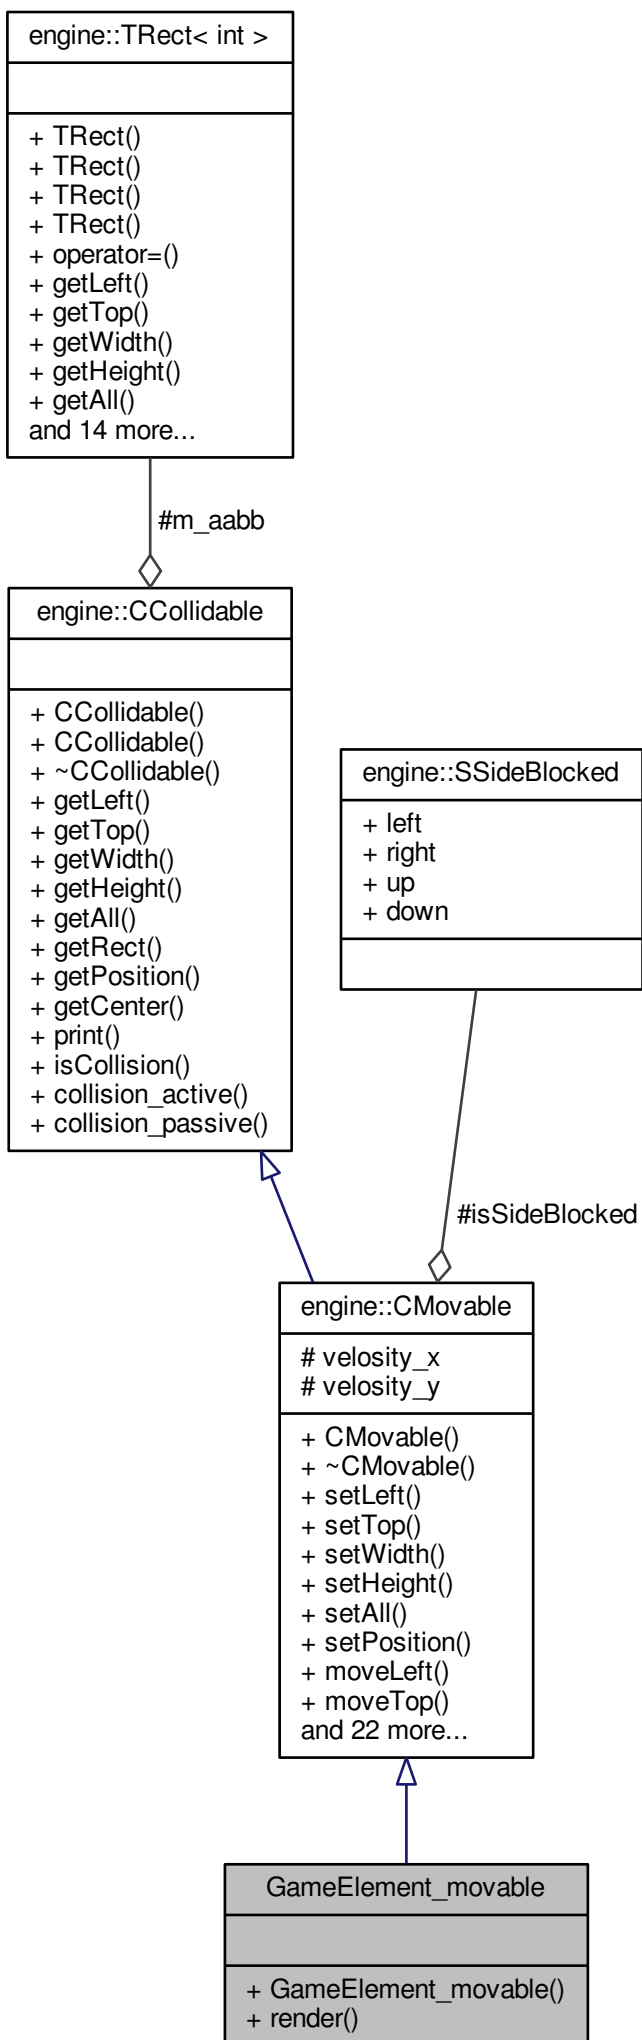 engine::TRect< int >
+ TRect()
+ TRect()
+ TRect()
+ TRect()
+ operator=()
+ getLeft()
+ getTop()
+ getWidth()
+ getHeight()
+ getAll()
and 14 more...
#m_aabb
engine::CCollidable
+ CCollidable()
+ CCollidable()
+ ~CCollidable()
+ getLeft()
+ getTop()
+ getWidth()
+ getHeight()
+ getAll()
+ getRect()
+ getPosition()
+ getCenter()
+ print()
+ isCollision()
+ collision_active()
+ collision_passive()
engine::SSideBlocked
+ left
+ right
+ up
+ down
#isSideBlocked
engine::CMovable
# velosity_x
# velosity_y
+ CMovable()
+ ~CMovable()
+ setLeft()
+ setTop()
+ setWidth()
+ setHeight()
+ setAll()
+ setPosition()
+ moveLeft()
+ moveTop()
and 22 more...
GameElement_movable
+ GameElement_movable()
+ render()